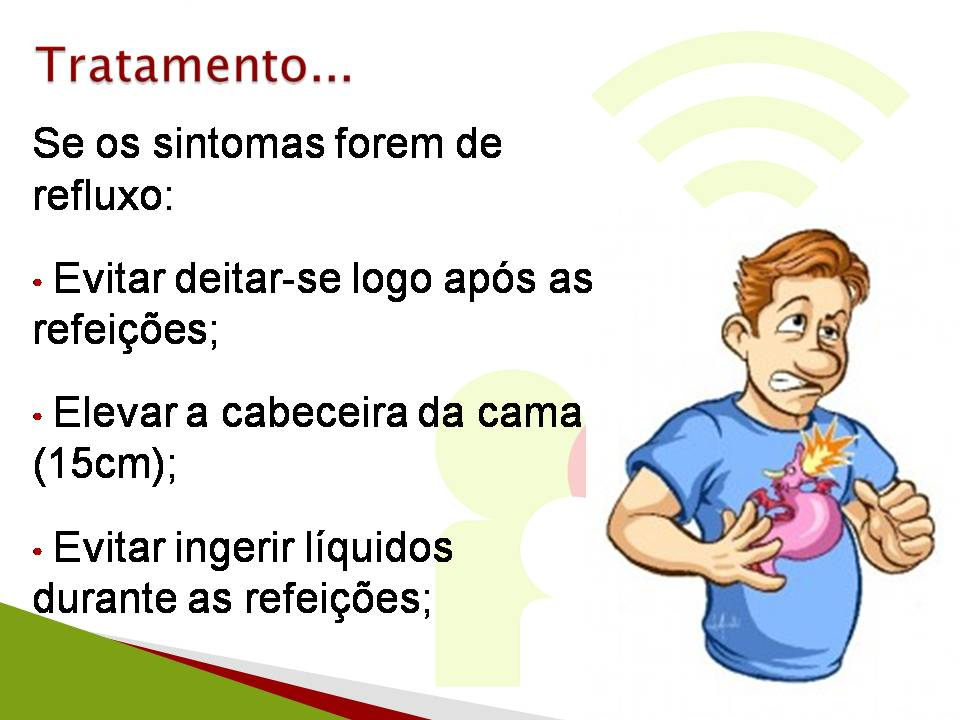 Tratamento...
Se os sintomas forem de
refluxo:
• Evitar deitar-se logo após as
refeições;
• Elevar a cabeceira da cama
(15cm);
• Evitar ingerir líquidos
durante as refeições;